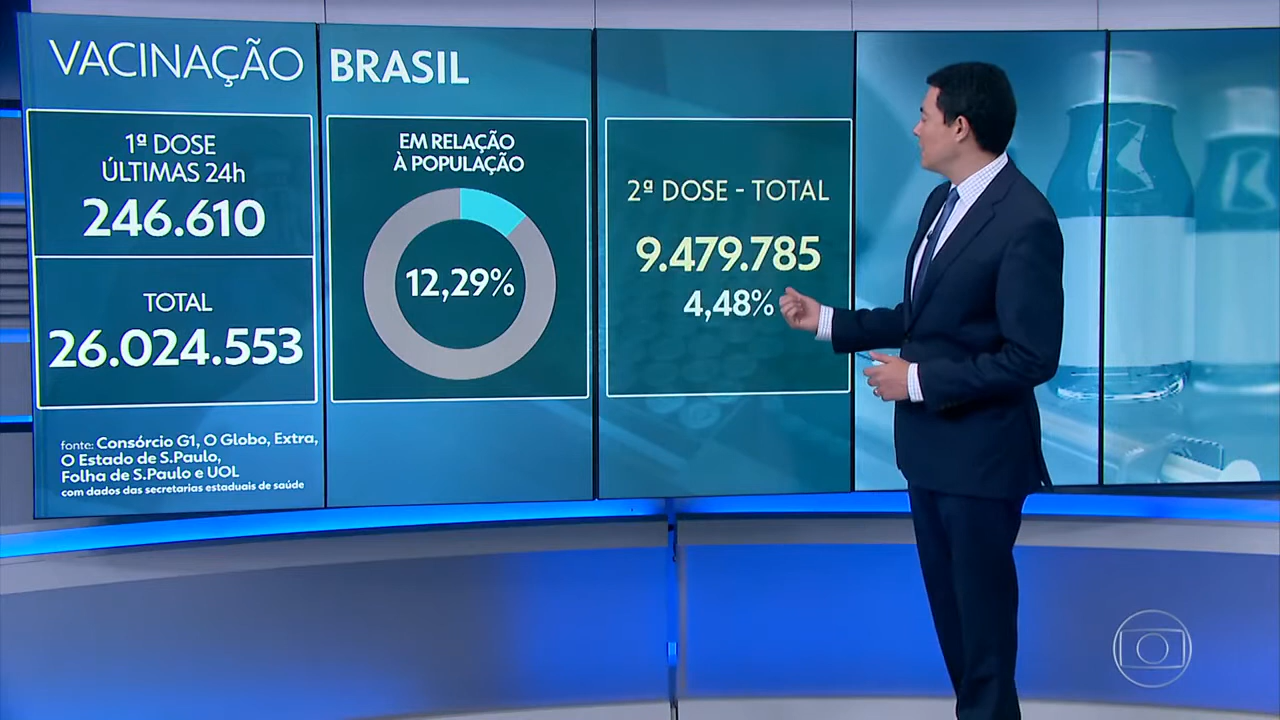 VACINAÇÃO BRASIL
1ª DOSE
ÚLTIMAS 24h
246.610
TOTAL
26.024.553
fonte: Consórcio G1, O Globo, Extra,
O Estado de S.Paulo,
Folha de S.Paulo e UOL
com dados das secretarias estaduais de saúde
EM RELAÇÃO
À POPULAÇÃO
12,29%
2ª DOSE - TOTAL
9.479.785
4,48%